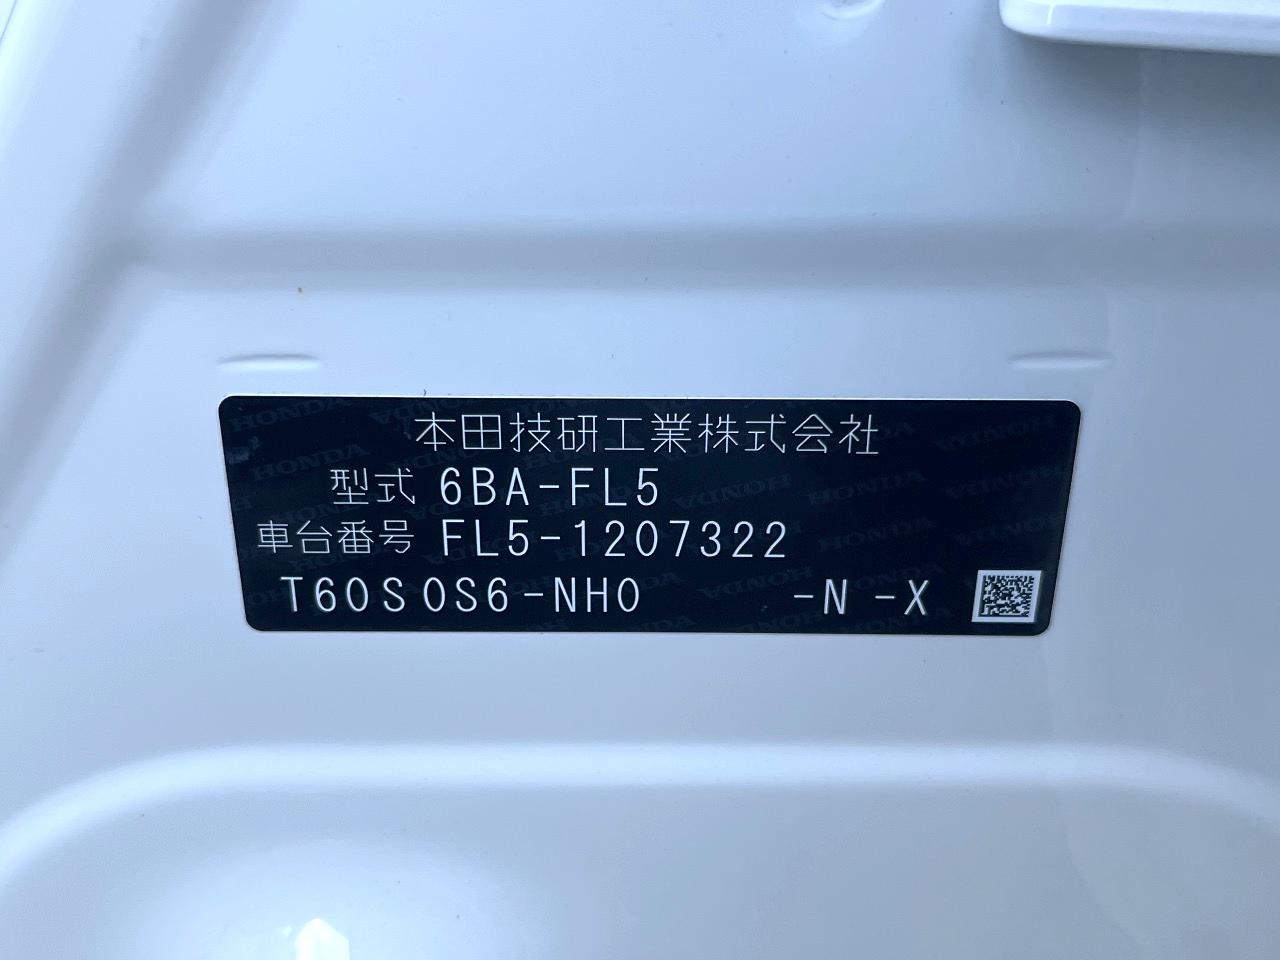 本田技研工業株式会社
型式 6BA-FL5
車台番号 FL5-1207322
T60S0S6-NH0 -N -X